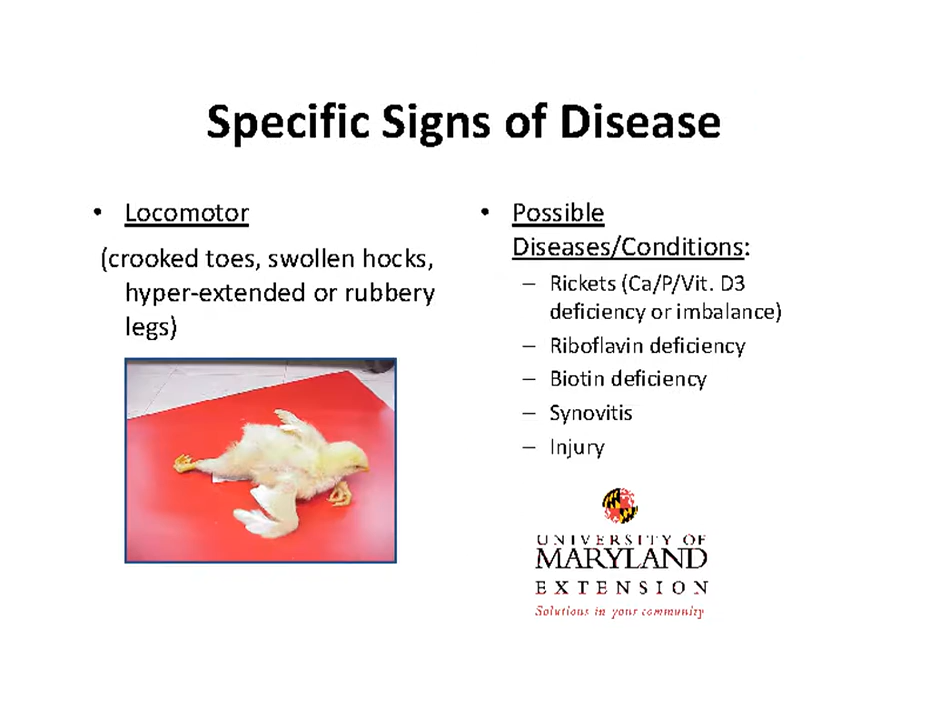 Specific Signs of Disease
• Locomotor
(crooked toes, swollen hocks,
hyper-extended or rubbery
legs)
• Possible
Diseases/Conditions:
– Rickets (Ca/P/Vit. D3
deficiency or imbalance)
– Riboflavin deficiency
– Biotin deficiency
– Synovitis
– Injury
UNIVERSITY OF
MARYLAND
EXTENSION
Solutions in your community